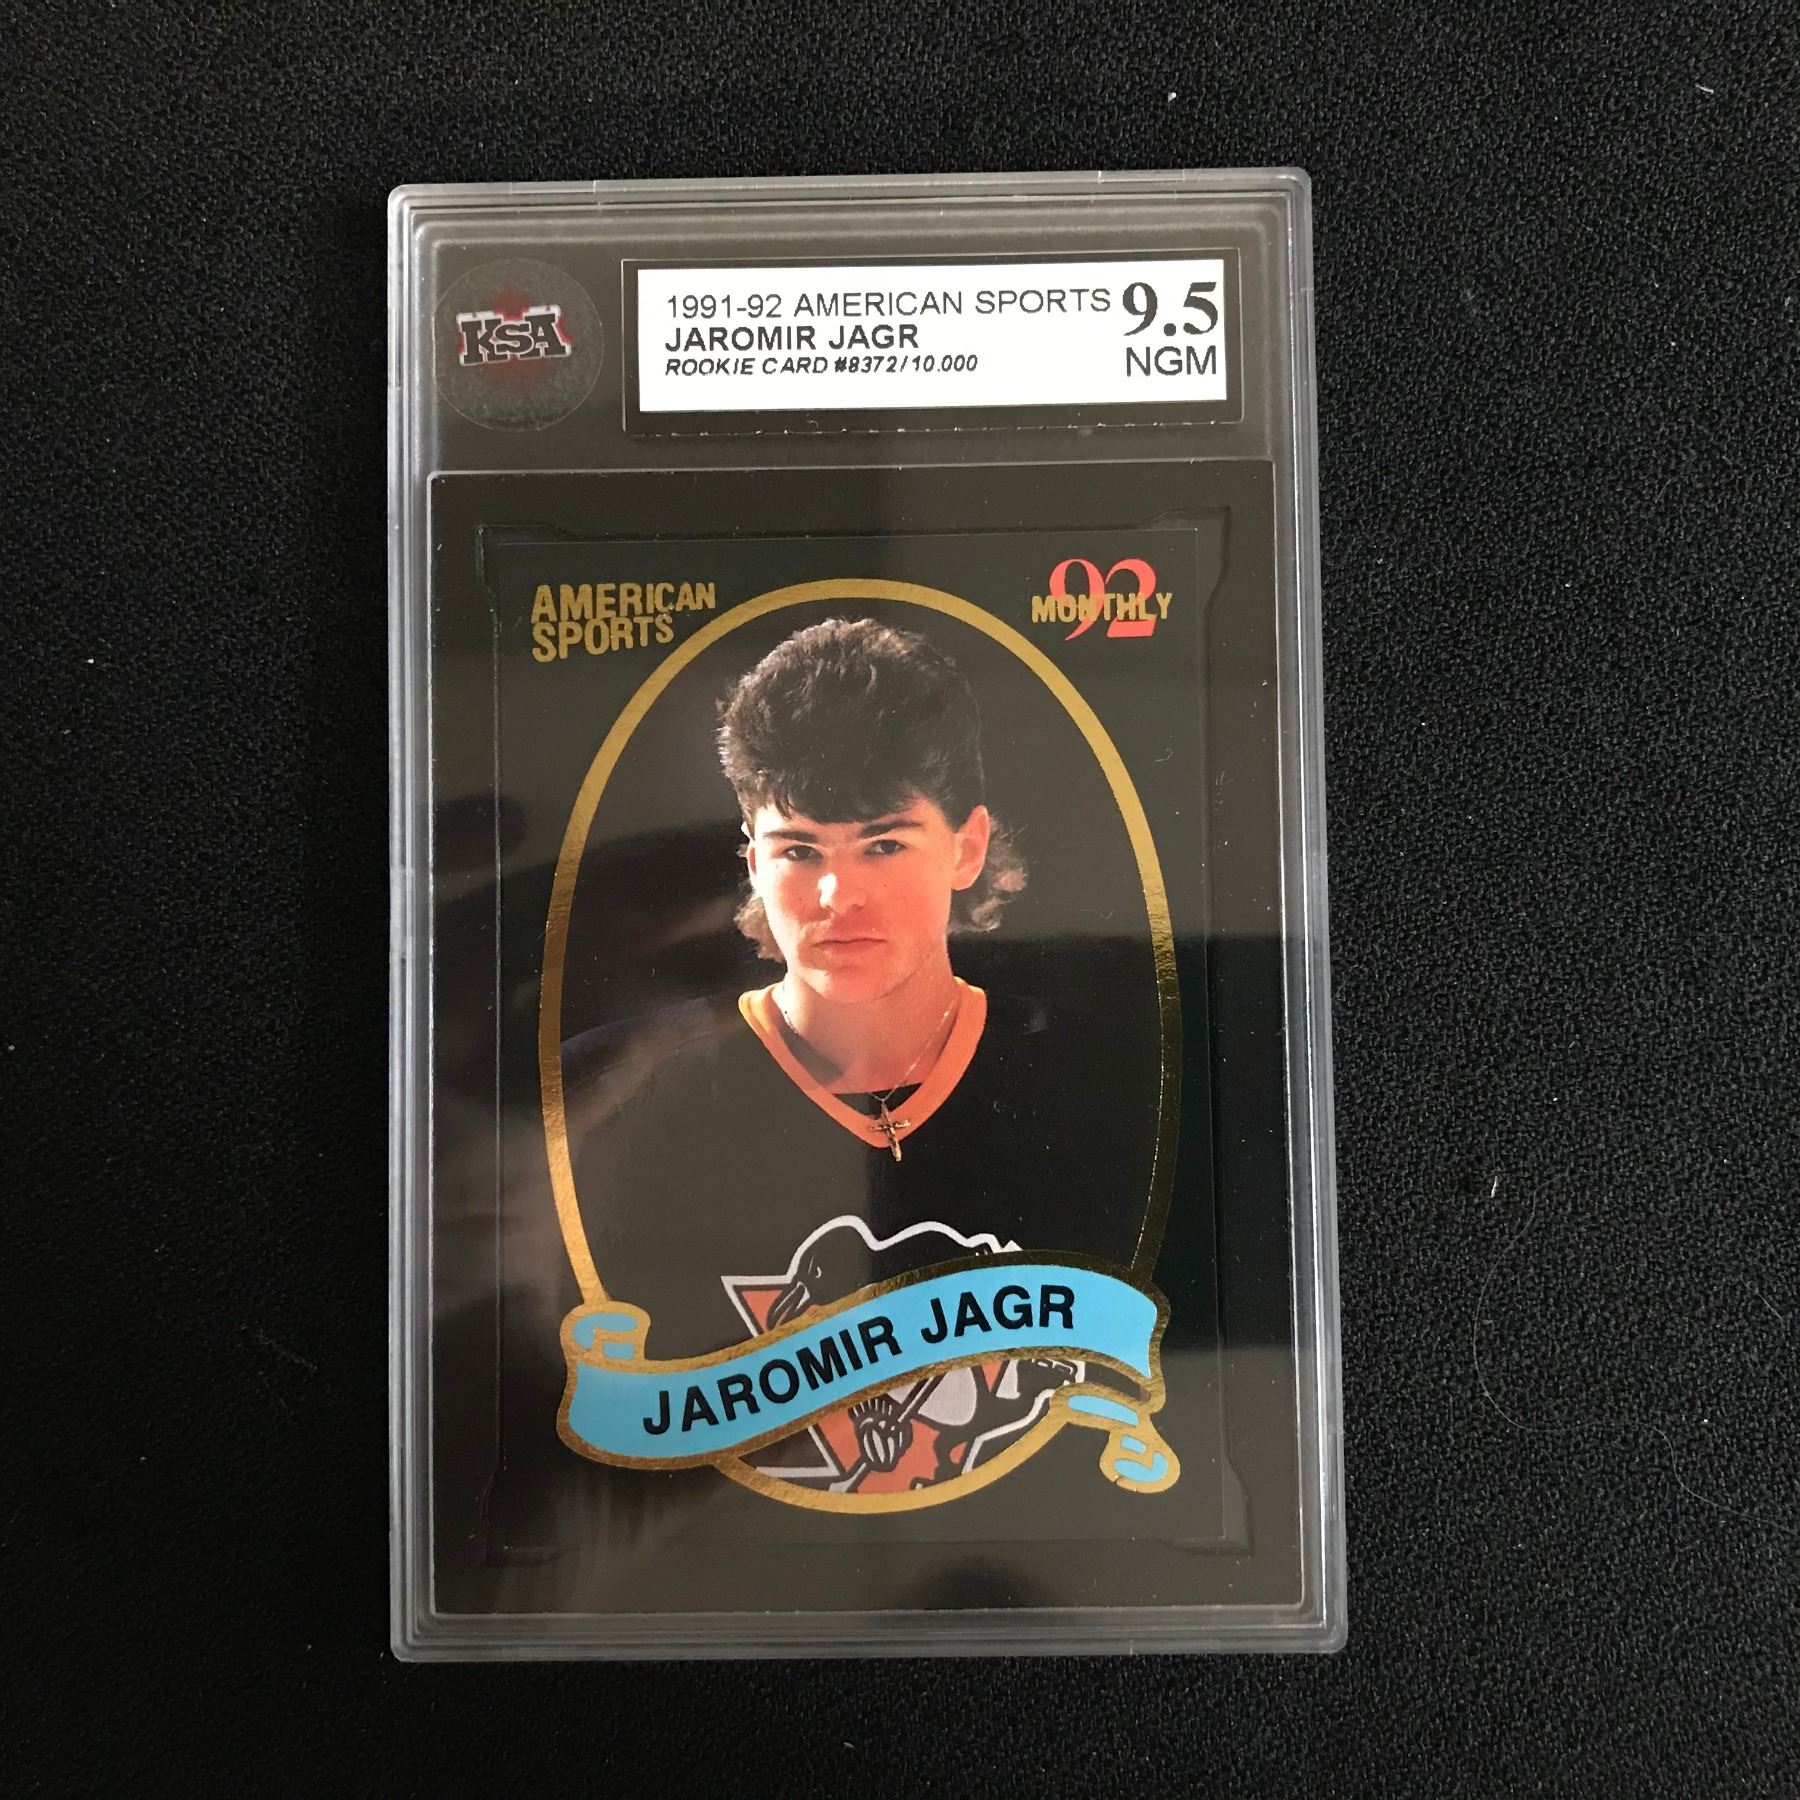 KSA
1991-92 AMERICAN SPORTS 9.5
JAROMIR JAGR NGM
ROOKIE CARD #8372/10.000
AMERICAN
SPORTS
92
MONTHLY
JAROMIR JAGR